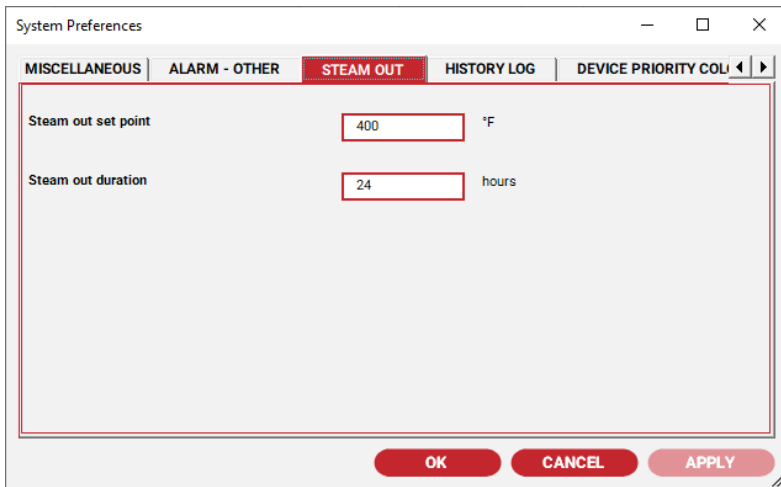 System Preferences
MISCELLANEOUS ALARM - OTHER STEAM OUT HISTORY LOG DEVICE PRIORITY
Steam out set point 400 °F
Steam out duration 24 hours
OK CANCEL APPLY